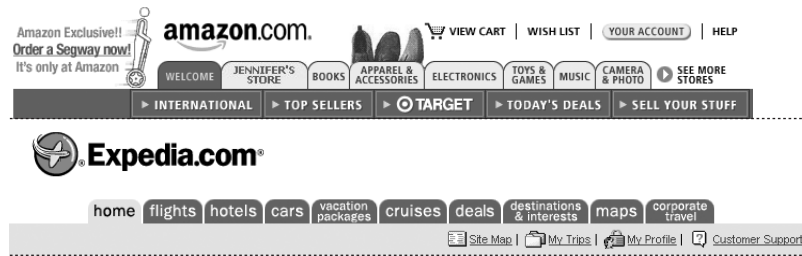 Amazon Exclusive!!
Order a Segway now!
It's only at Amazon
amazon.com.
VIEW CART | WISH LIST | YOUR ACCOUNT | HELP
WELCOME
JENNIFER'S
STORE
BOOKS
APPAREL &
ACCESSORIES
ELECTRONICS
TOYS &
GAMES
MUSIC
CAMERA
& PHOTO
SEE MORE
STORES
INTERNATIONAL
TOP SELLERS
TARGET
TODAY'S DEALS
SELL YOUR STUFF
Expedia.com®
home
flights
hotels
cars
vacation
packages
cruises
deals
destinations
& interests
maps
corporate
travel
Site Map | My Trips | My Profile | Customer Support